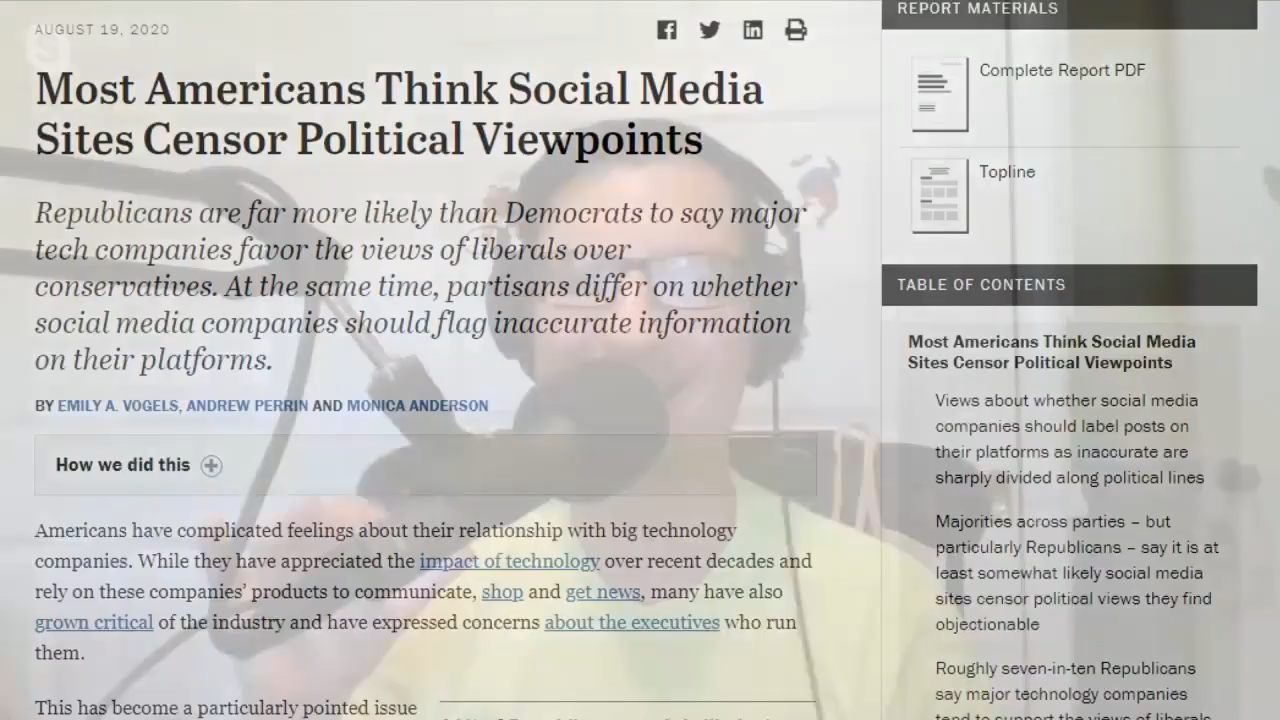 AUGUST 19, 2020
Most Americans Think Social Media
Sites Censor Political Viewpoints
Republicans are far more likely than Democrats to say major
tech companies favor the views of liberals over
conservatives. At the same time, partisans differ on whether
social media companies should flag inaccurate information
on their platforms.
BY EMILY A. VOGELS, ANDREW PERRIN AND MONICA ANDERSON
How we did this
Americans have complicated feelings about their relationship with big technology
companies. While they have appreciated the impact of technology over recent decades and
rely on these companies' products to communicate, shop and get news, many have also
grown critical of the industry and have expressed concerns about the executives who run
them.
This has become a particularly pointed issue
REPORT MATERIALS
Complete Report PDF
Topline
TABLE OF CONTENTS
Most Americans Think Social Media
Sites Censor Political Viewpoints
Views about whether social media
companies should label posts on
their platforms as inaccurate are
sharply divided along political lines
Majorities across parties – but
particularly Republicans – say it is at
least somewhat likely social media
sites censor political views they find
objectionable
Roughly seven-in-ten Republicans
say major technology companies
tend to support the views of liberals